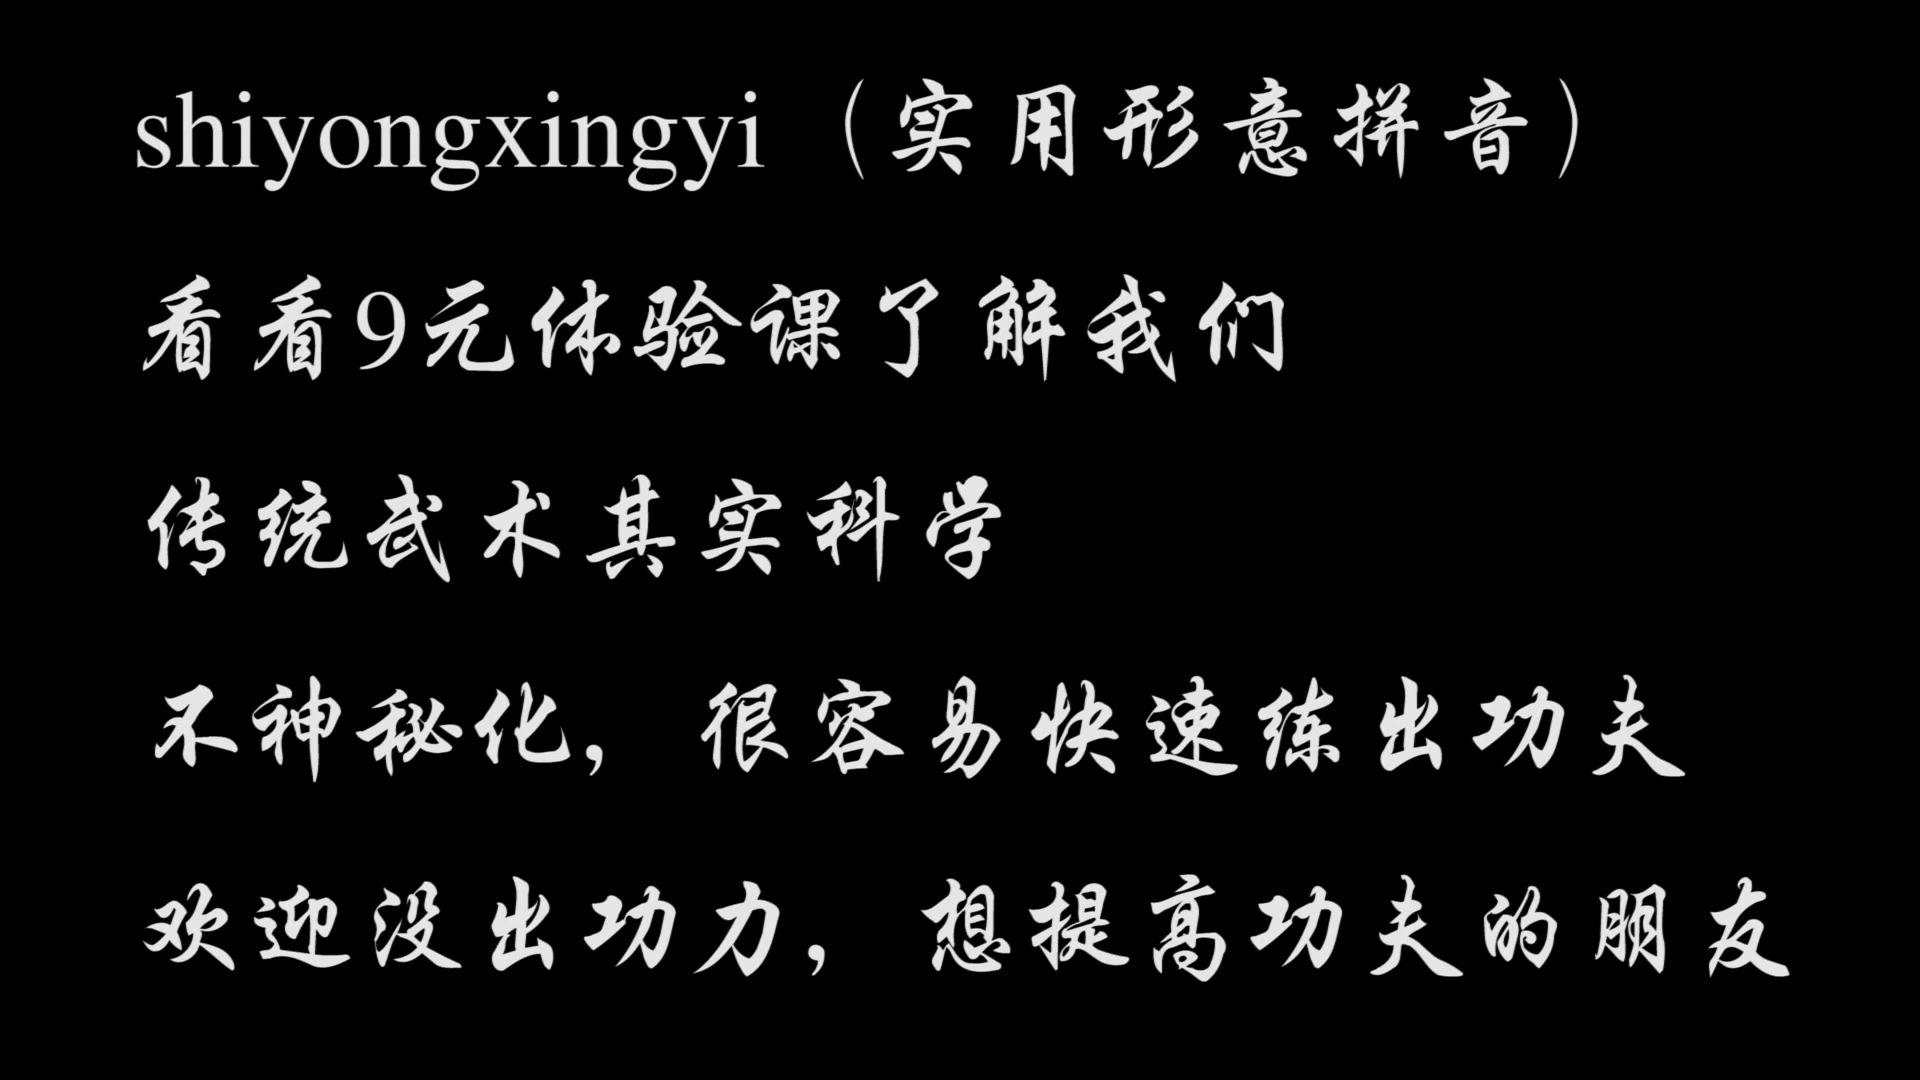 shiyongxingyi（实用形意拼音）
看看9元体验课了解我们
传统武术其实科学
不神秘化，很容易快速练出功夫
欢迎没出功力，想提高功夫的朋友